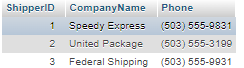 ShipperID CompanyName Phone
1 Speedy Express (503) 555-9831
2 United Package (503) 555-3199
3 Federal Shipping (503) 555-9931